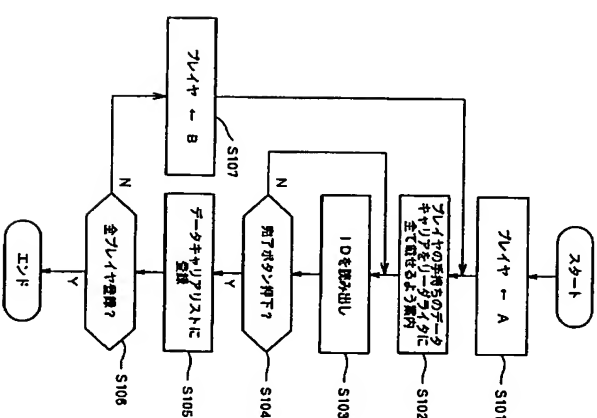 スタート
プレイヤ ← A
S101
プレイヤの手持ちのデータ
キャリアをリーダライタに
全て載せるよう案内
S102
IDを読み出し
S103
完了ボタン押下?
S104
N
Y
データキャリアリストに
登録
S105
全プレイヤ登録?
S106
N
Y
プレイヤ ← B
S107
エンド